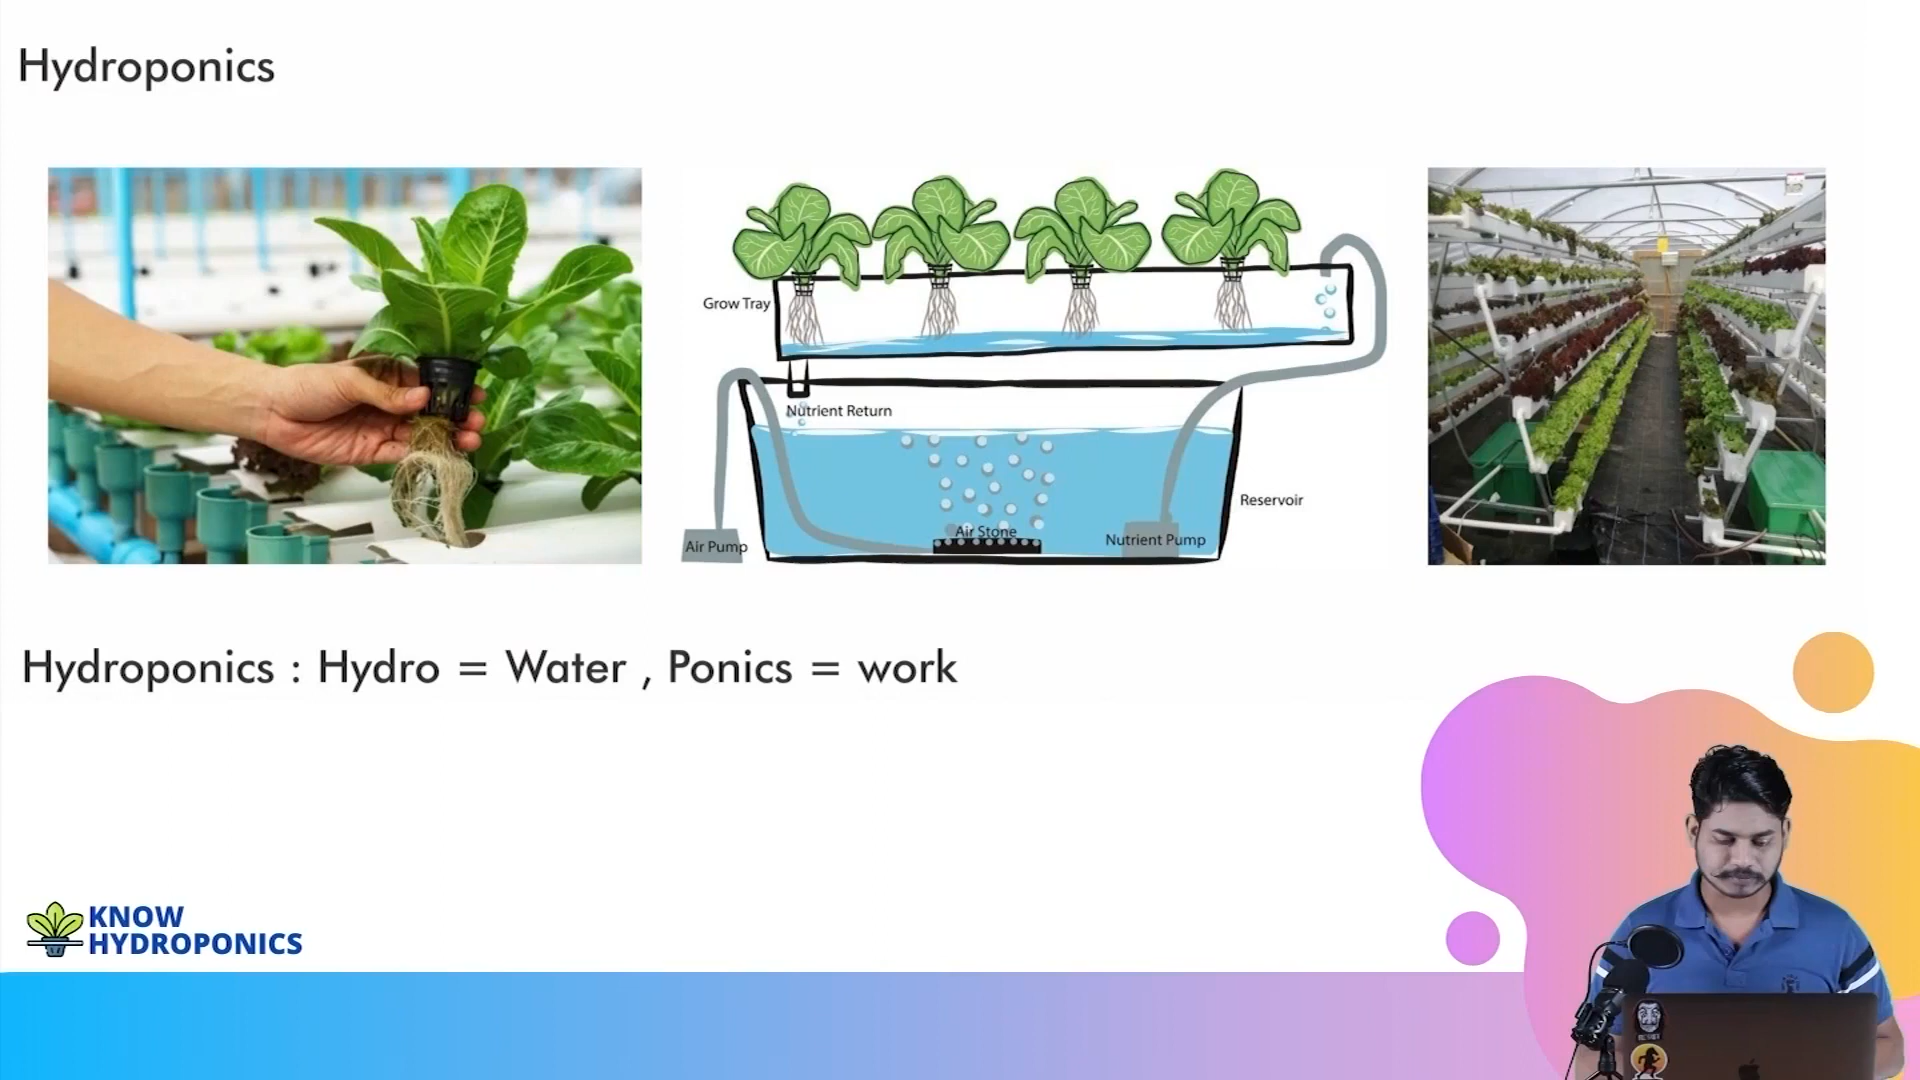 Hydroponics
Grow Tray
Nutrient Return
Reservoir
Air Stone
Nutrient Pump
Air Pump
Hydroponics : Hydro = Water , Ponics = work
KNOW
HYDROPONICS